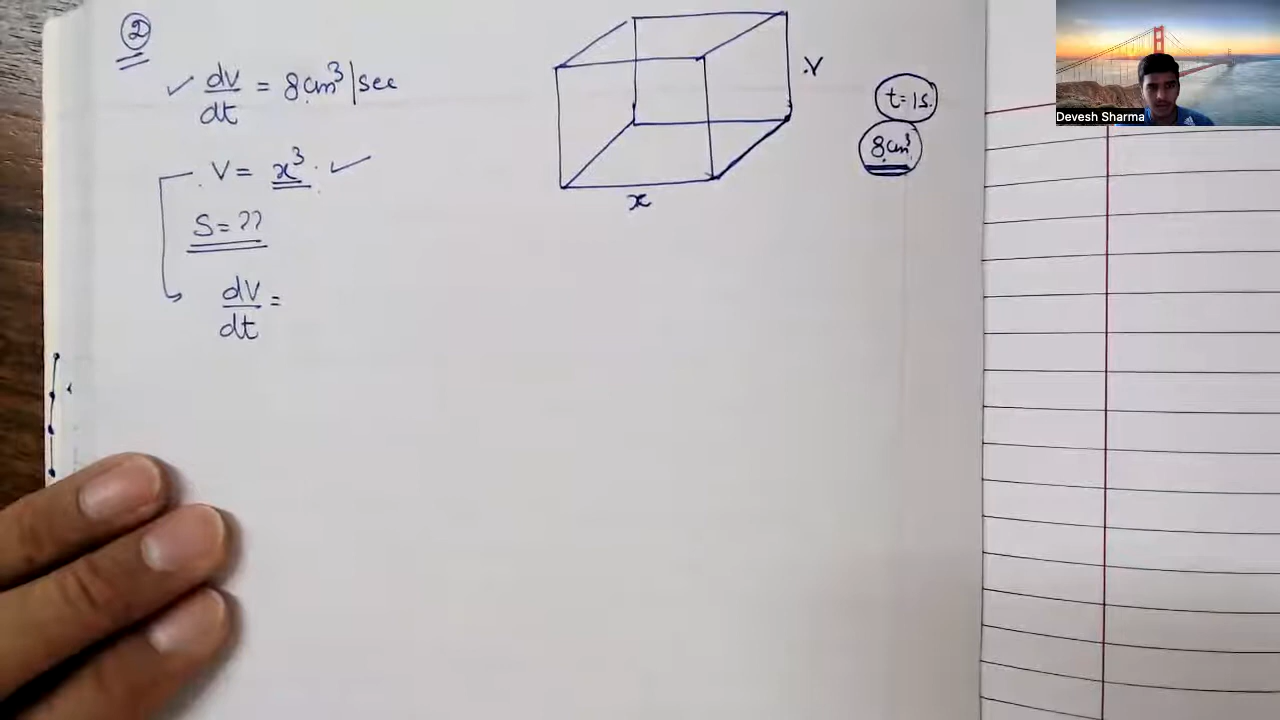 ②
✓ dv/dt = 8cm³|sec
V = x³. ✓
S = ??
dV/dt =
.V
x
t=1s.
8cm³
Devesh Sharma